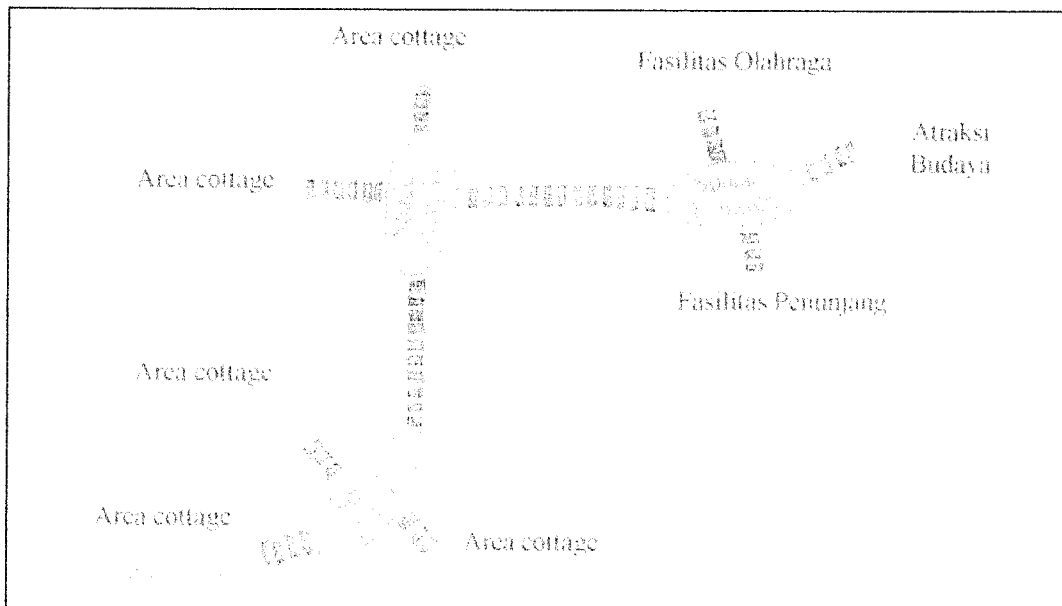 Area cottage
Fasilitas Olahraga
Atraksi
Budaya
Area cottage
Fasilitas Penunjang
Area cottage
Area cottage
Area cottage